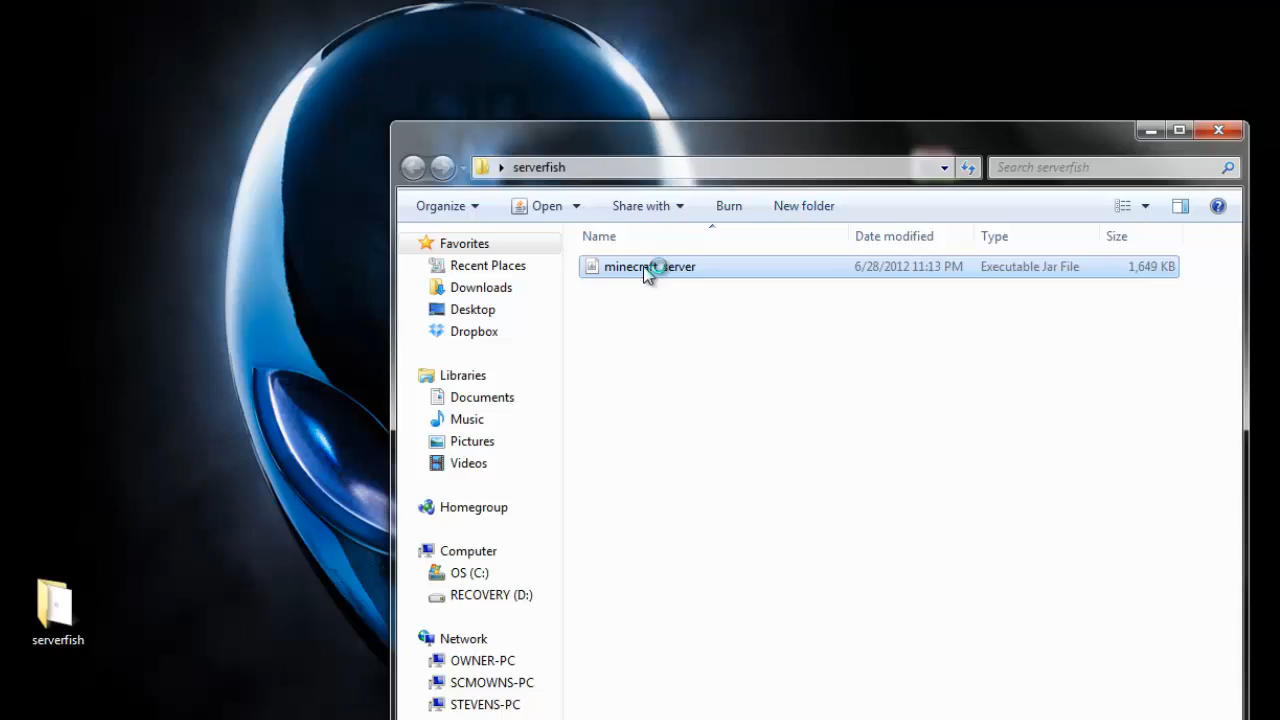 serverfish
Search serverfish
Organize
Open
Share with
Burn
New folder
Name
Date modified
Type
Size
Favorites
minecraft_server
6/28/2012 11:13 PM
Executable Jar File
1,649 KB
Recent Places
Downloads
Desktop
Dropbox
Libraries
Documents
Music
Pictures
Videos
Homegroup
Computer
OS (C:)
RECOVERY (D:)
serverfish
Network
OWNER-PC
SCMOWNS-PC
STEVENS-PC